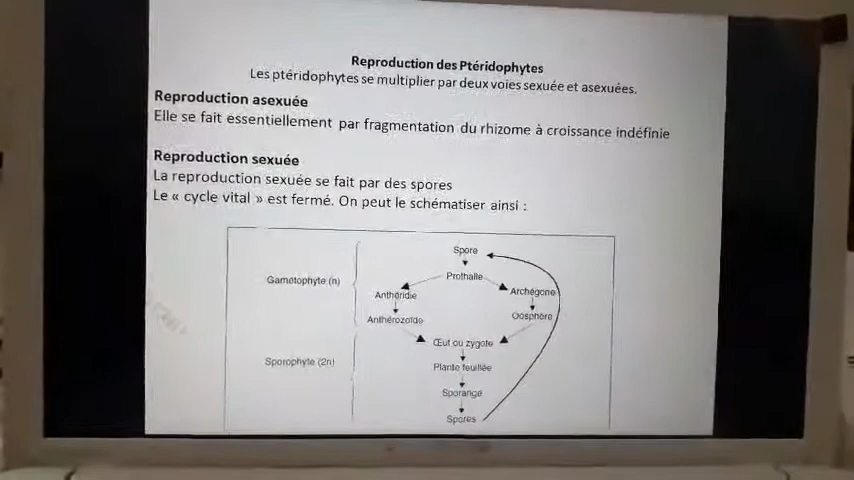 Reproduction des Ptéridophytes
Les ptéridophytes se multiplier par deux voies sexuée et asexuées.
Reproduction asexuée
Elle se fait essentiellement par fragmentation du rhizome à croissance indéfinie
Reproduction sexuée
La reproduction sexuée se fait par des spores
Le « cycle vital » est fermé. On peut le schématiser ainsi :
Spore
Gamétophyte (n)
Prothalle
Anthéridie
Archégone
Anthérozoïde
Oosphère
Œuf ou zygote
Sporophyte (2n)
Plante feuillée
Sporange
Spores